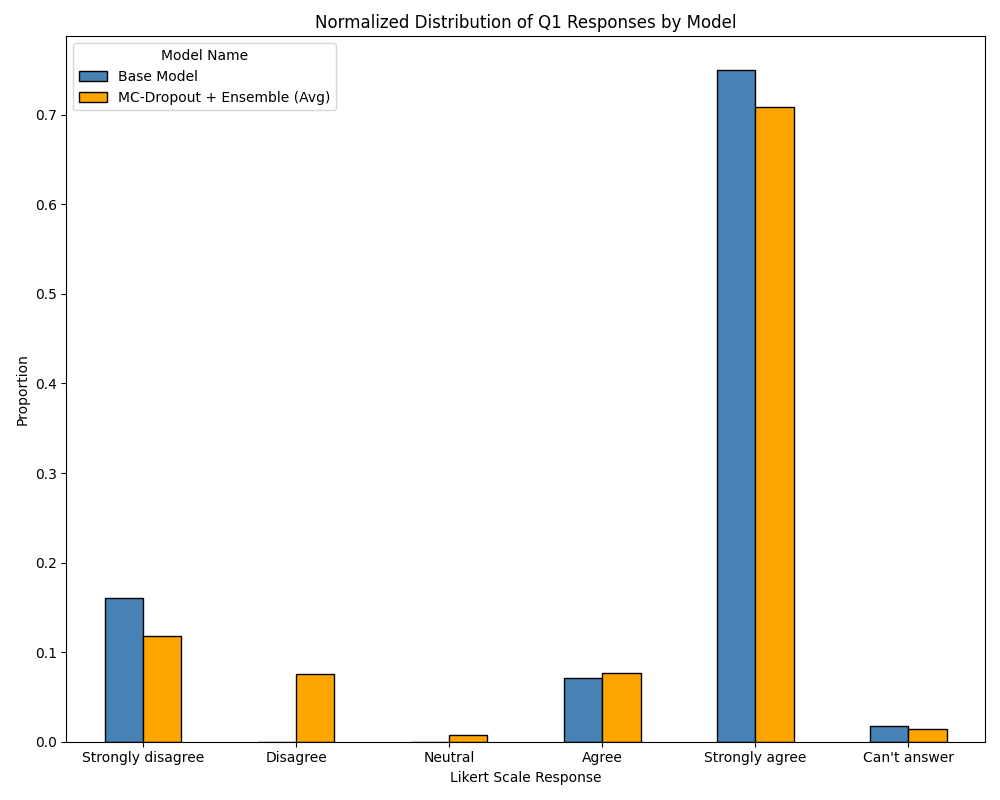 Normalized Distribution of Q1 Responses by Model
Model Name
Base Model
MC-Dropout + Ensemble (Avg)
Proportion
0.7
0.6
0.5
0.4
0.3
0.2
0.1
0.0
Strongly disagree
Disagree
Neutral
Agree
Strongly agree
Can't answer
Likert Scale Response